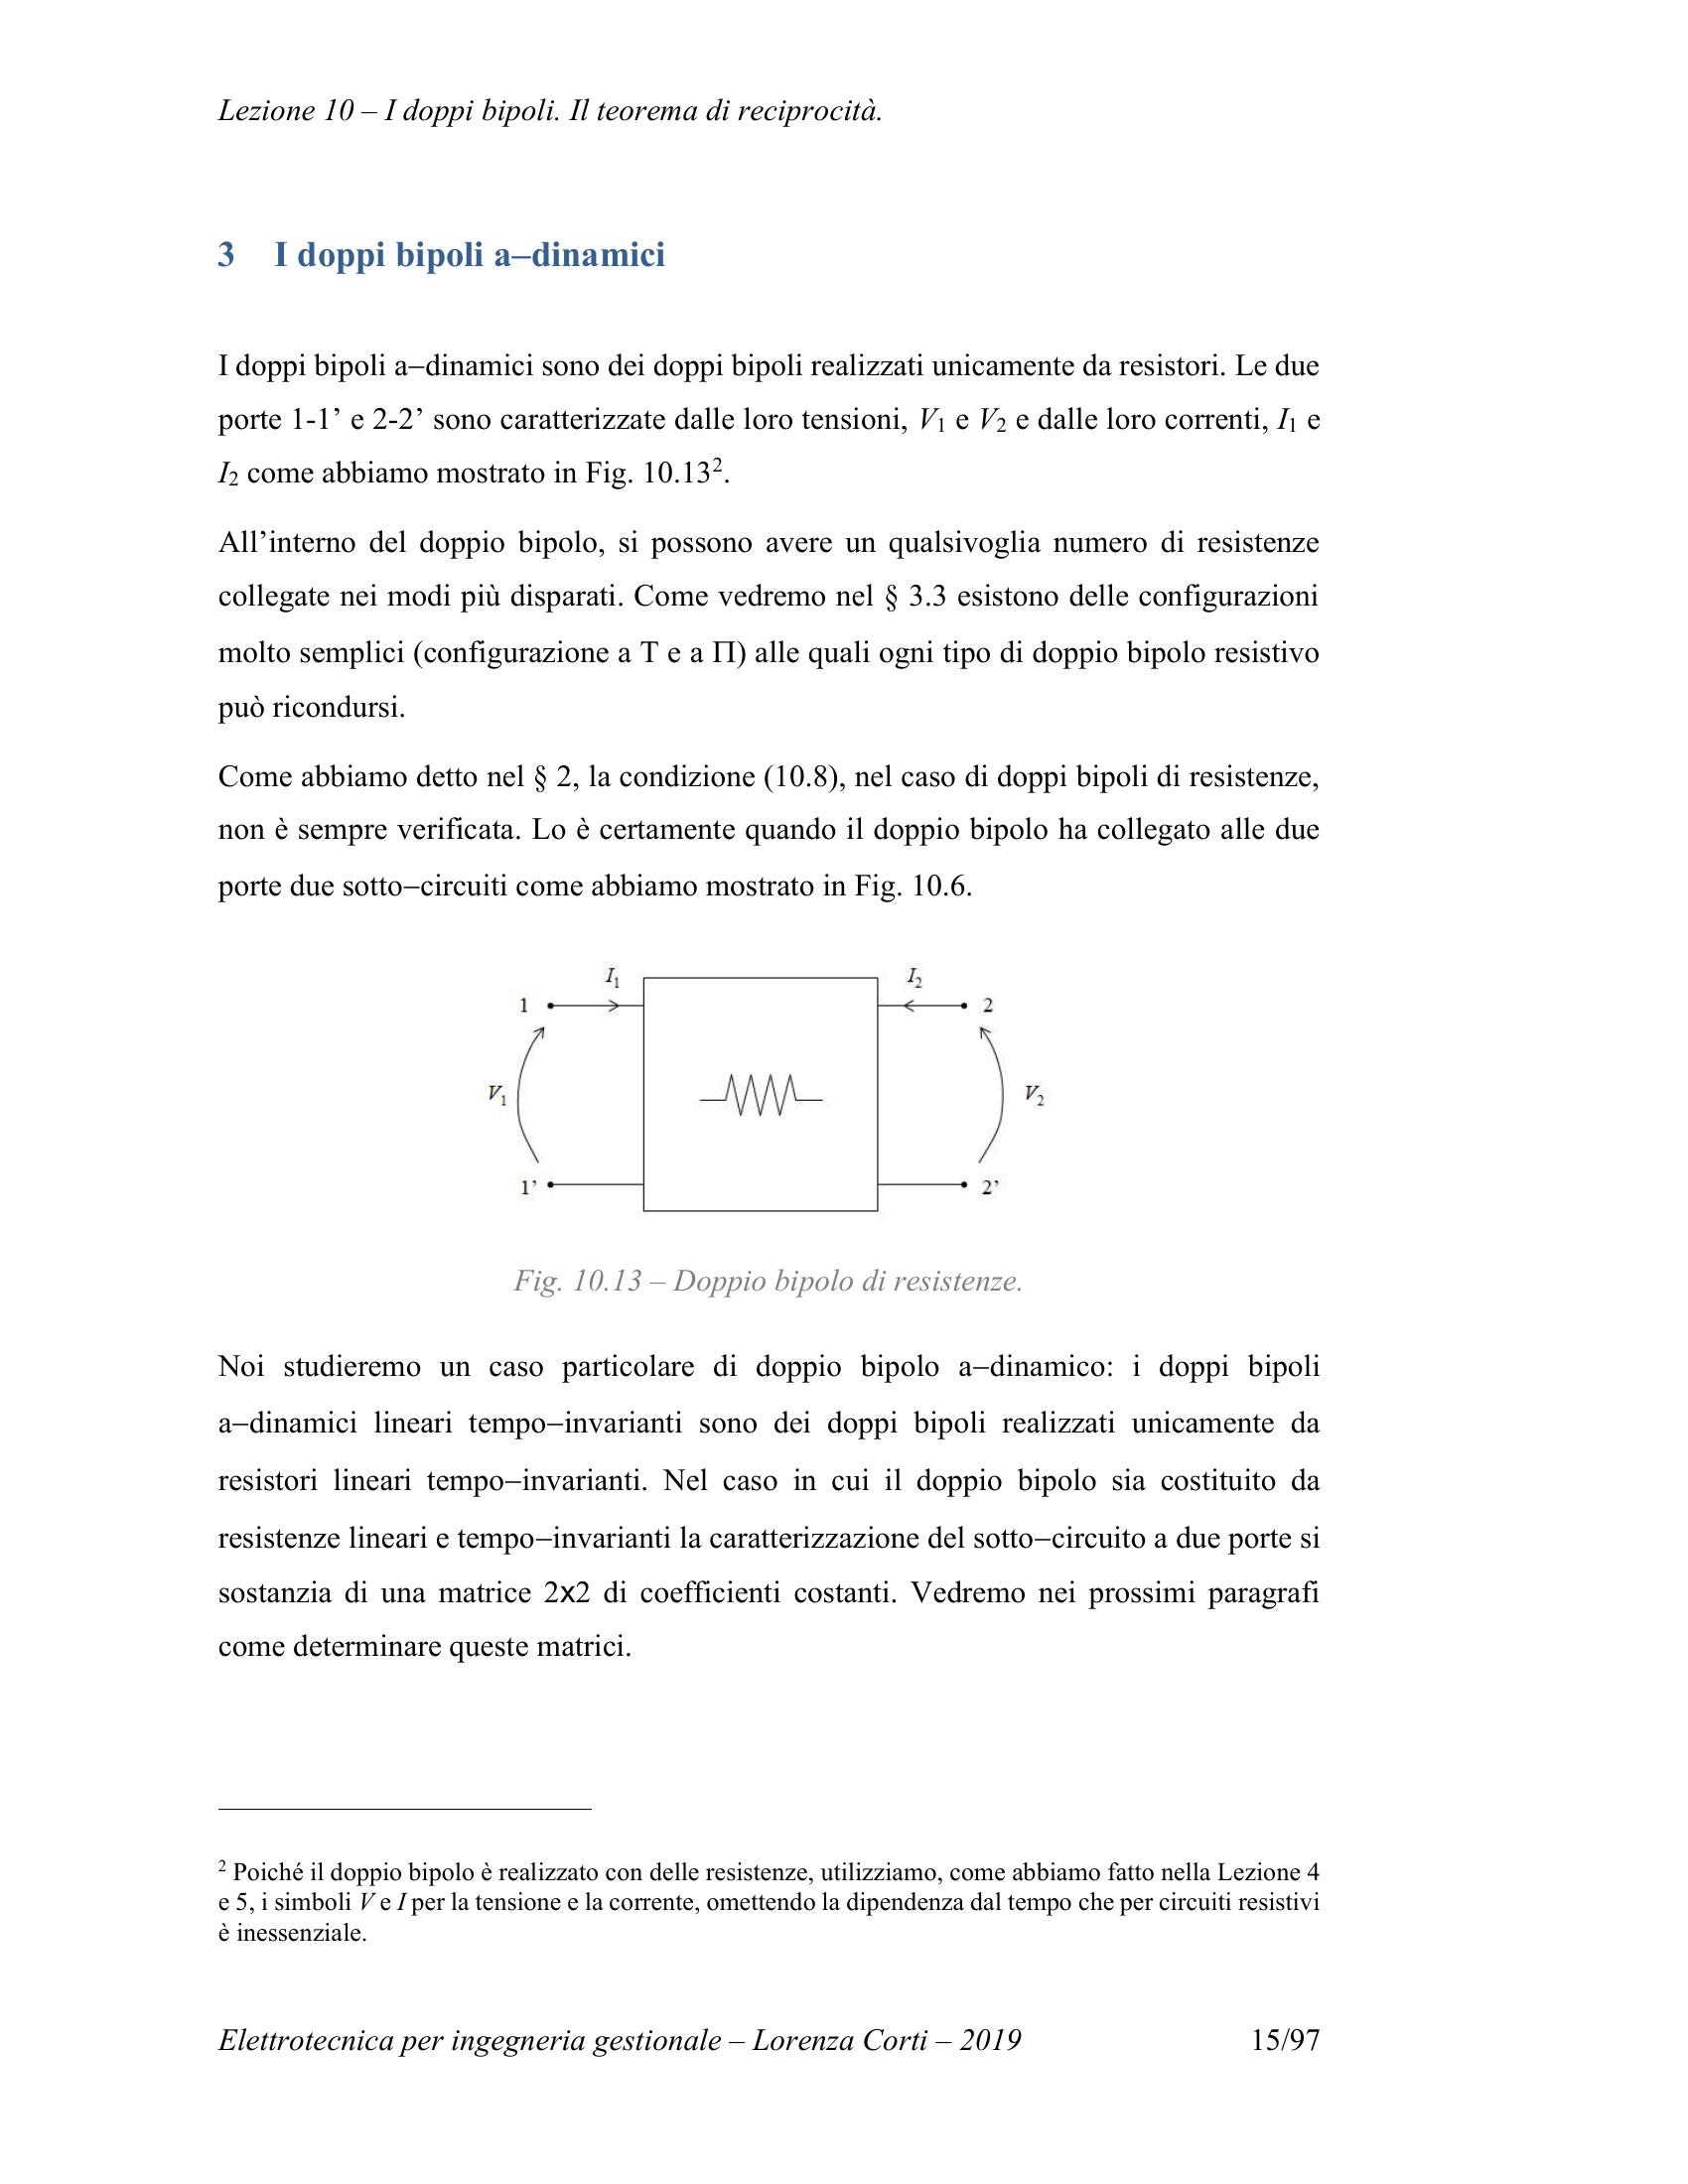 Lezione 10 – I doppi bipoli. Il teorema di reciprocità.
3 I doppi bipoli a–dinamici
I doppi bipoli a–dinamici sono dei doppi bipoli realizzati unicamente da resistori. Le due
porte 1-1’ e 2-2’ sono caratterizzate dalle loro tensioni, V1 e V2 e dalle loro correnti, I1 e
I2 come abbiamo mostrato in Fig. 10.13².
All’interno del doppio bipolo, si possono avere un qualsivoglia numero di resistenze
collegate nei modi più disparati. Come vedremo nel § 3.3 esistono delle configurazioni
molto semplici (configurazione a T e a Π) alle quali ogni tipo di doppio bipolo resistivo
può ricondursi.
Come abbiamo detto nel § 2, la condizione (10.8), nel caso di doppi bipoli di resistenze,
non è sempre verificata. Lo è certamente quando il doppio bipolo ha collegato alle due
porte due sotto–circuiti come abbiamo mostrato in Fig. 10.6.
I1 I2
1 2
V1 V2
1’ 2’
Fig. 10.13 – Doppio bipolo di resistenze.
Noi studieremo un caso particolare di doppio bipolo a–dinamico: i doppi bipoli
a–dinamici lineari tempo–invarianti sono dei doppi bipoli realizzati unicamente da
resistori lineari tempo–invarianti. Nel caso in cui il doppio bipolo sia costituito da
resistenze lineari e tempo–invarianti la caratterizzazione del sotto–circuito a due porte si
sostanzia di una matrice 2x2 di coefficienti costanti. Vedremo nei prossimi paragrafi
come determinare queste matrici.
² Poiché il doppio bipolo è realizzato con delle resistenze, utilizziamo, come abbiamo fatto nella Lezione 4
e 5, i simboli V e I per la tensione e la corrente, omettendo la dipendenza dal tempo che per circuiti resistivi
è inessenziale.
Elettrotecnica per ingegneria gestionale – Lorenza Corti – 2019 15/97